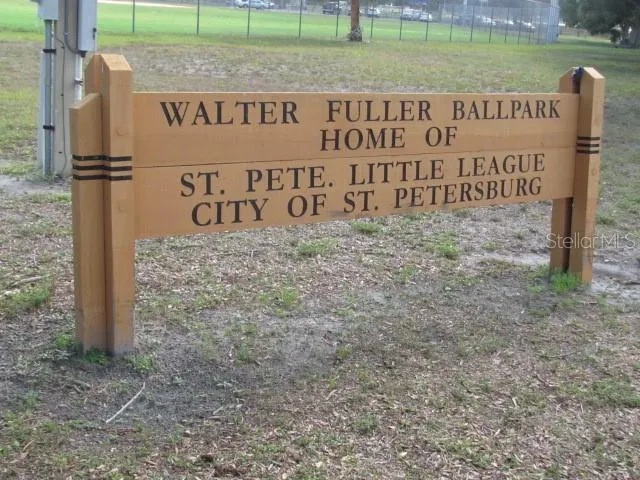 WALTER FULLER BALLPARK
HOME OF
ST. PETE. LITTLE LEAGUE
CITY OF ST. PETERSBURG
StellarMLS